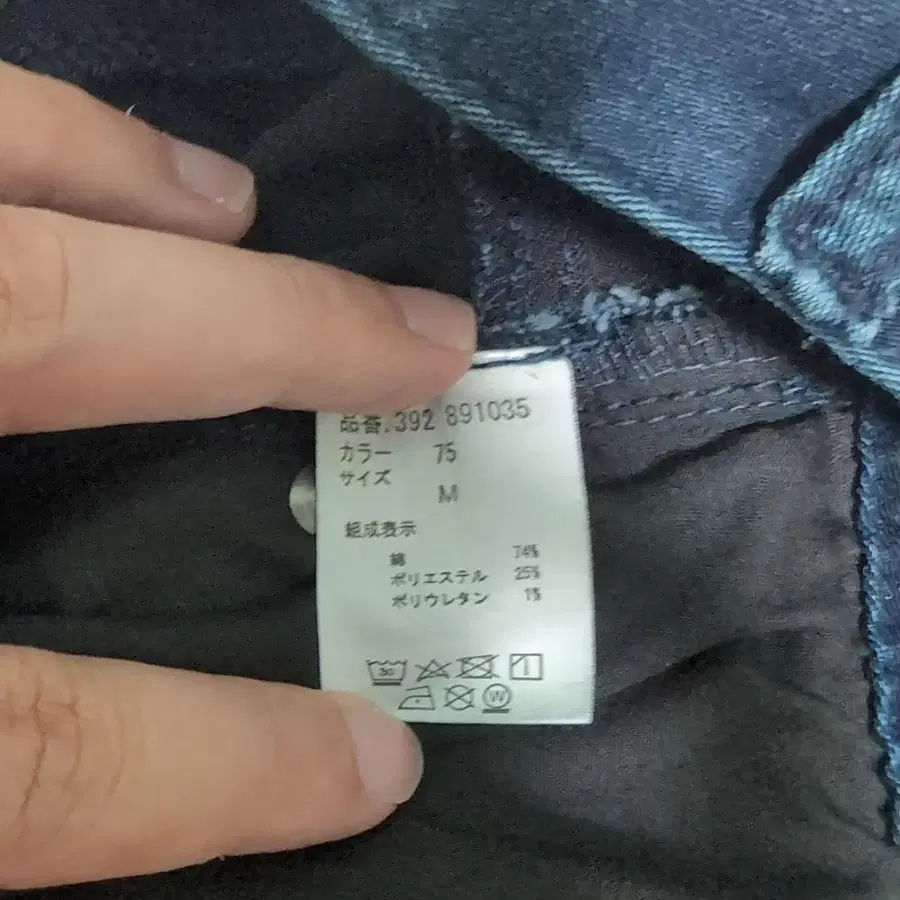 品番.392 891035
カラー 75
サイズ M
組成表示
綿 74%
ポリエステル 25%
ポリウレタン 1%
30
W